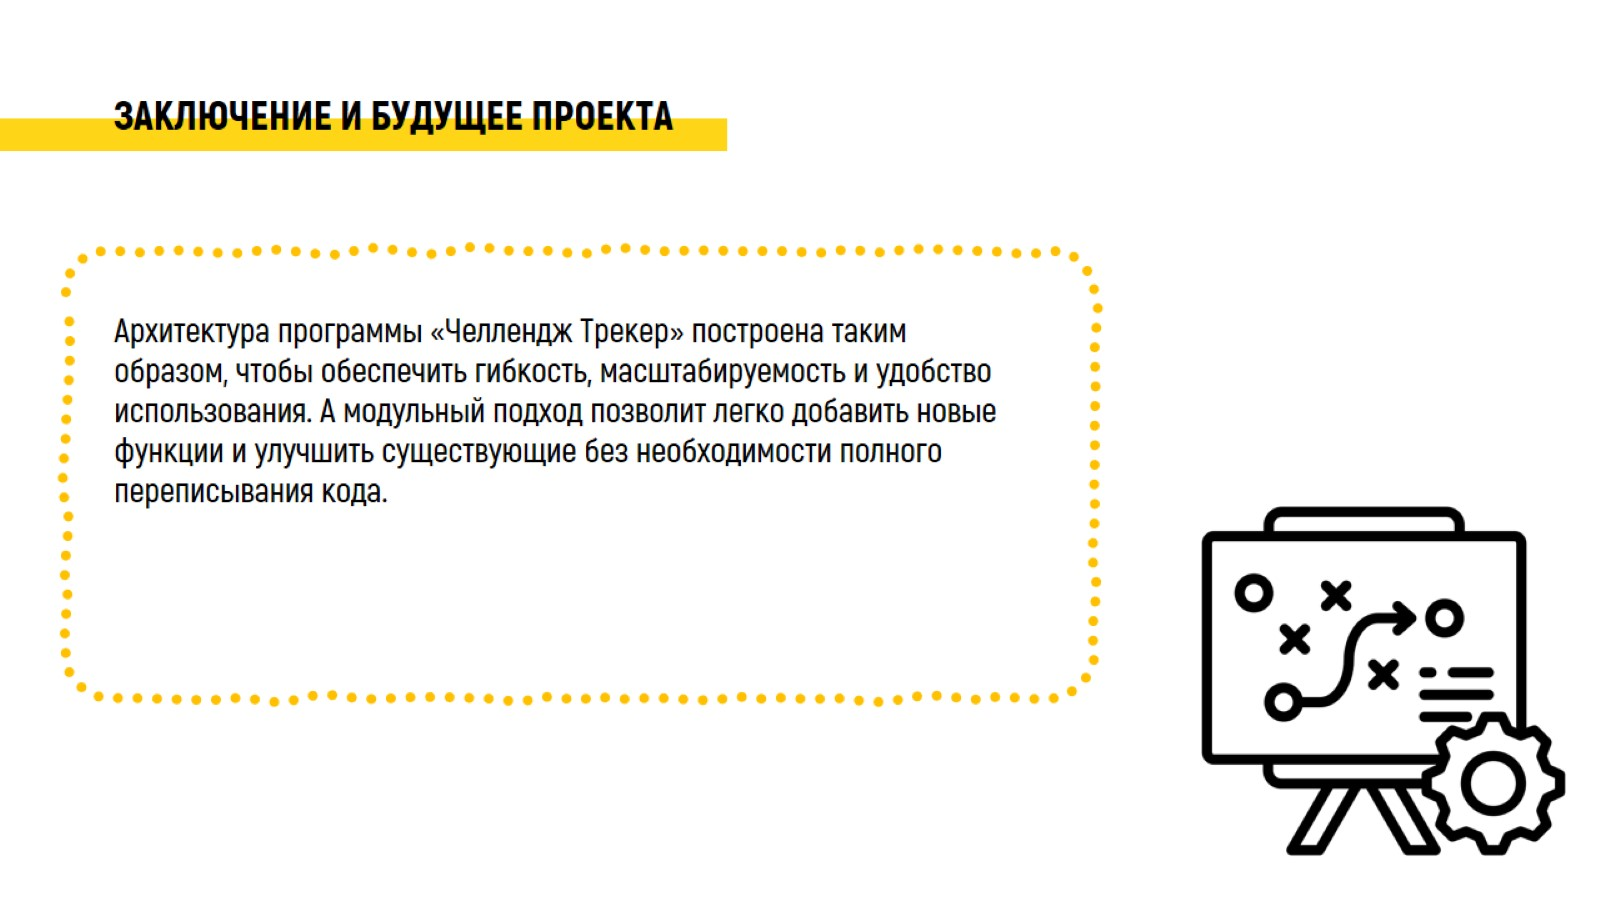 ЗАКЛЮЧЕНИЕ И БУДУЩЕЕ ПРОЕКТА
Архитектура программы «Челлендж Трекер» построена таким
образом, чтобы обеспечить гибкость, масштабируемость и удобство
использования. А модульный подход позволит легко добавить новые
функции и улучшить существующие без необходимости полного
переписывания кода.